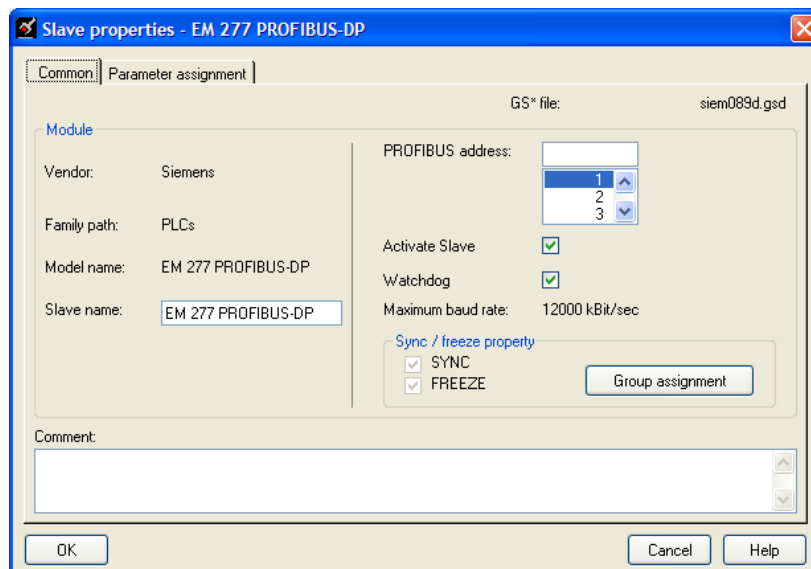 Slave properties - EM 277 PROFIBUS-DP
Common
Parameter assignment
GS* file: siem089d.gsd
Module
Vendor: Siemens
Family path: PLCs
Model name: EM 277 PROFIBUS-DP
Slave name: EM 277 PROFIBUS-DP
PROFIBUS address:
1
2
3
Activate Slave
Watchdog
Maximum baud rate: 12000 kBit/sec
Sync / freeze property
SYNC
FREEZE
Group assignment
Comment:
OK
Cancel
Help